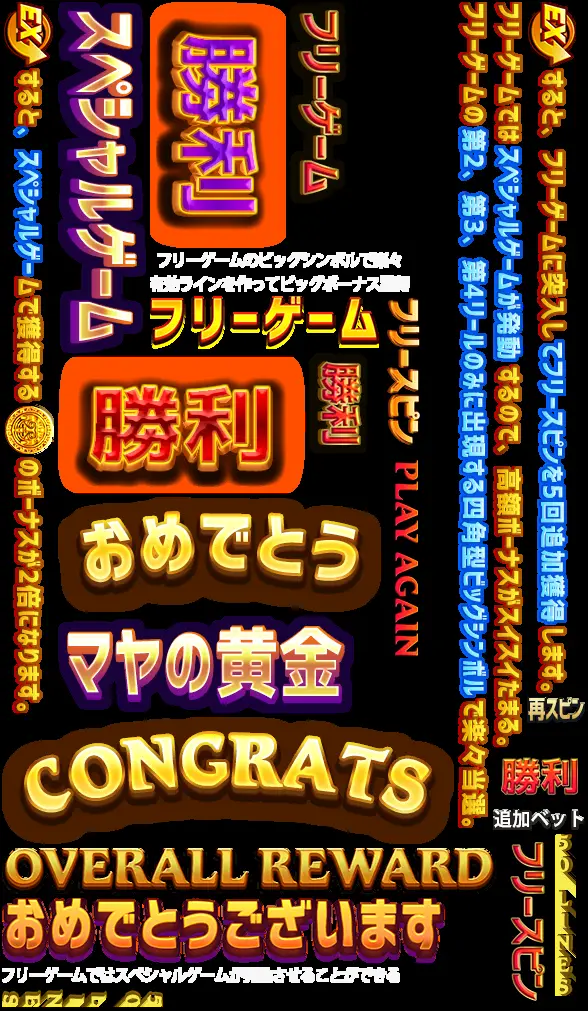 EX すると、スペシャルゲームで獲得する のボーナスが2倍になります。
スペシャルゲーム
勝利
フリーゲーム
フリーゲームのビッグシンボルで楽々
有効ラインを作ってビッグボーナス
フリーゲーム
勝利
勝利
フリースピン
PLAY AGAIN
おめでとう
マヤの黄金
CONGRATS
OVERALL REWARD
おめでとうございます
フリーゲームではスペシャルゲームが させることができる
50 LINES
EX すると、フリーゲームに突入してフリースピンを5回追加獲得します。
フリーゲームではスペシャルゲームが発動するので、高額ボーナスがスイスイたまる。
フリーゲームの第2、第3、第4リールのみに出現する四角型ビッグシンボルで楽々当選。
再スピン
勝利
追加ベット
フリースピン
50 LINES